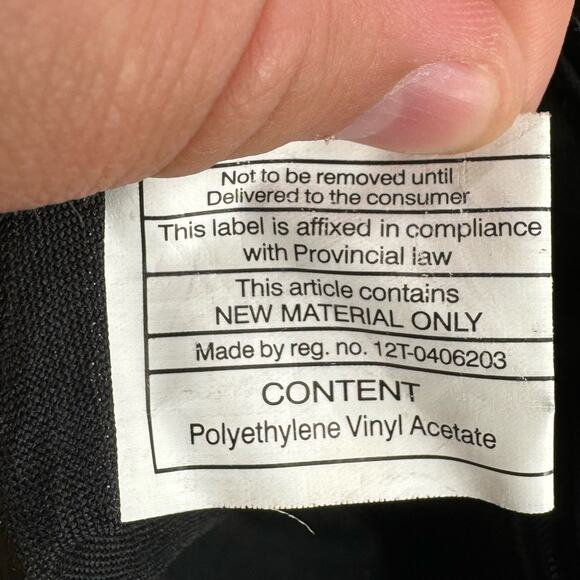 Not to be removed until
Delivered to the consumer
This label is affixed in compliance
with Provincial law
This article contains
NEW MATERIAL ONLY
Made by reg. no. 12T-0406203
CONTENT
Polyethylene Vinyl Acetate